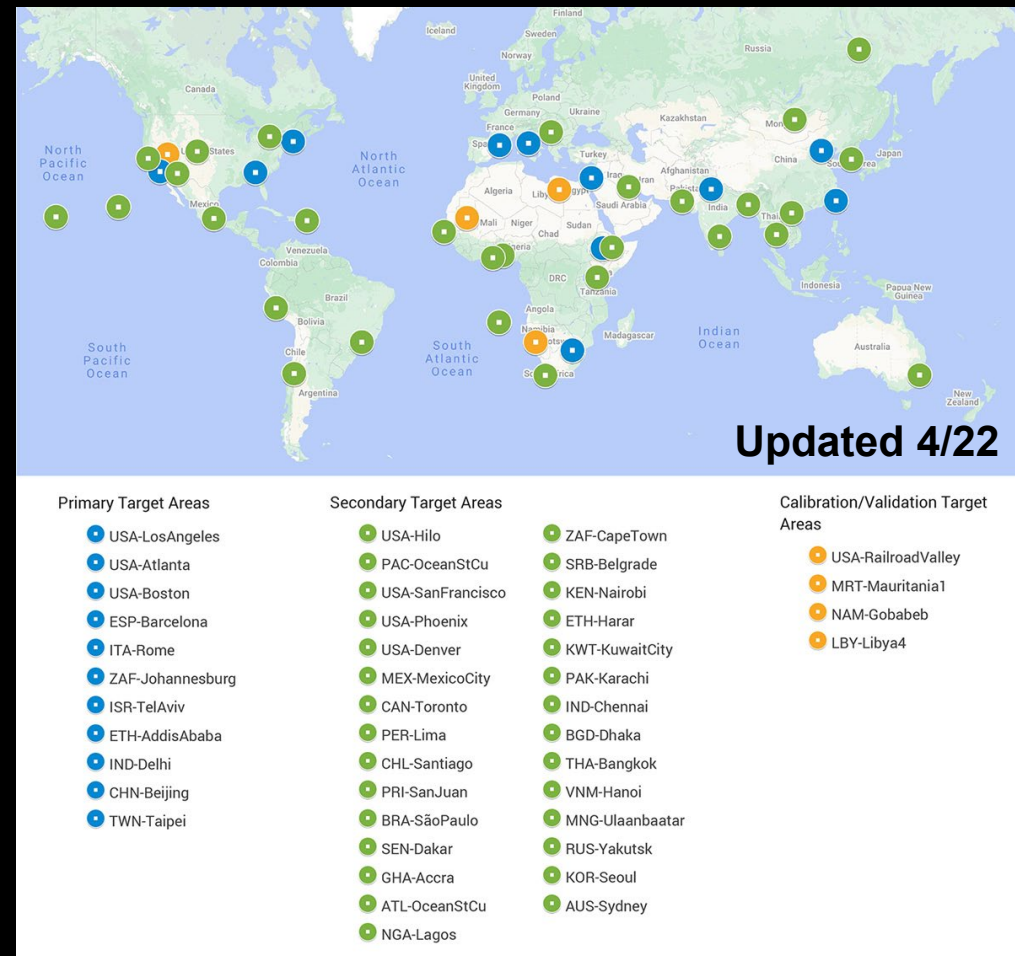 Finland
Iceland
Sweden
Russia
Norway
United
Kingdom
Canada
Poland
Germany
Ukraine
Kazakhstan
France
North
Pacific
Ocean
States
North
Atlantic
Ocean
Turkey
China
Japan
Afghanistan
Iran
Algeria
Saudi Arabia
India
Mexico
Mali
Niger
Chad
Sudan
Venezuela
Colombia
DRC
Tanzania
Indonesia
Papua New
Guinea
Brazil
Angola
Bolivia
Namibia
Madagascar
Indian
Ocean
Australia
South
Pacific
Ocean
Chile
South
Atlantic
Ocean
Argentina
New
Zealand
Updated 4/22
Primary Target Areas
USA-LosAngeles
USA-Atlanta
USA-Boston
ESP-Barcelona
ITA-Rome
ZAF-Johannesburg
ISR-TelAviv
ETH-AddisAbaba
IND-Delhi
CHN-Beijing
TWN-Taipei
Secondary Target Areas
USA-Hilo
PAC-OceanStCu
USA-SanFrancisco
USA-Phoenix
USA-Denver
MEX-MexicoCity
CAN-Toronto
PER-Lima
CHL-Santiago
PRI-SanJuan
BRA-SãoPaulo
SEN-Dakar
GHA-Accra
ATL-OceanStCu
NGA-Lagos
ZAF-CapeTown
SRB-Belgrade
KEN-Nairobi
ETH-Harar
KWT-KuwaitCity
PAK-Karachi
IND-Chennai
BGD-Dhaka
THA-Bangkok
VNM-Hanoi
MNG-Ulaanbaatar
RUS-Yakutsk
KOR-Seoul
AUS-Sydney
Calibration/Validation Target
Areas
USA-RailroadValley
MRT-Mauritania1
NAM-Gobabeb
LBY-Libya4